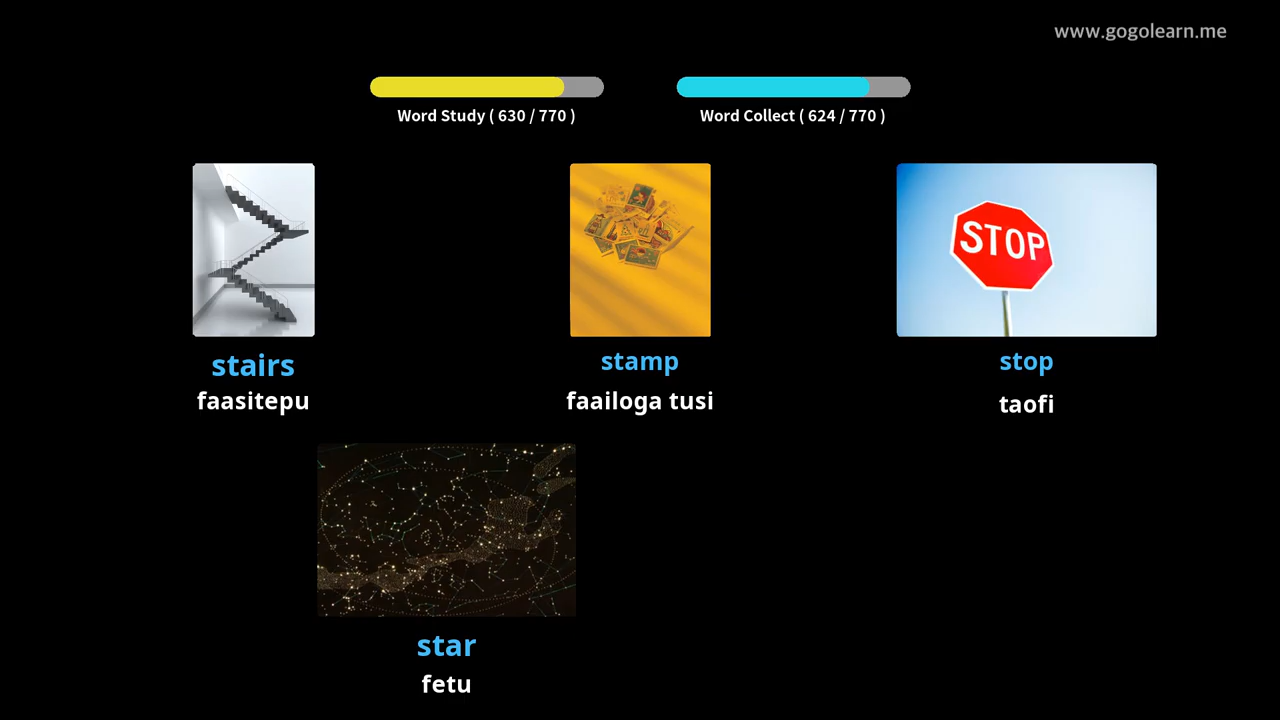 www.gogolearn.me
Word Study ( 630 / 770 )
Word Collect ( 624 / 770 )
STOP
stairs
faasitepu
stamp
faailoga tusi
stop
taofi
star
fetu